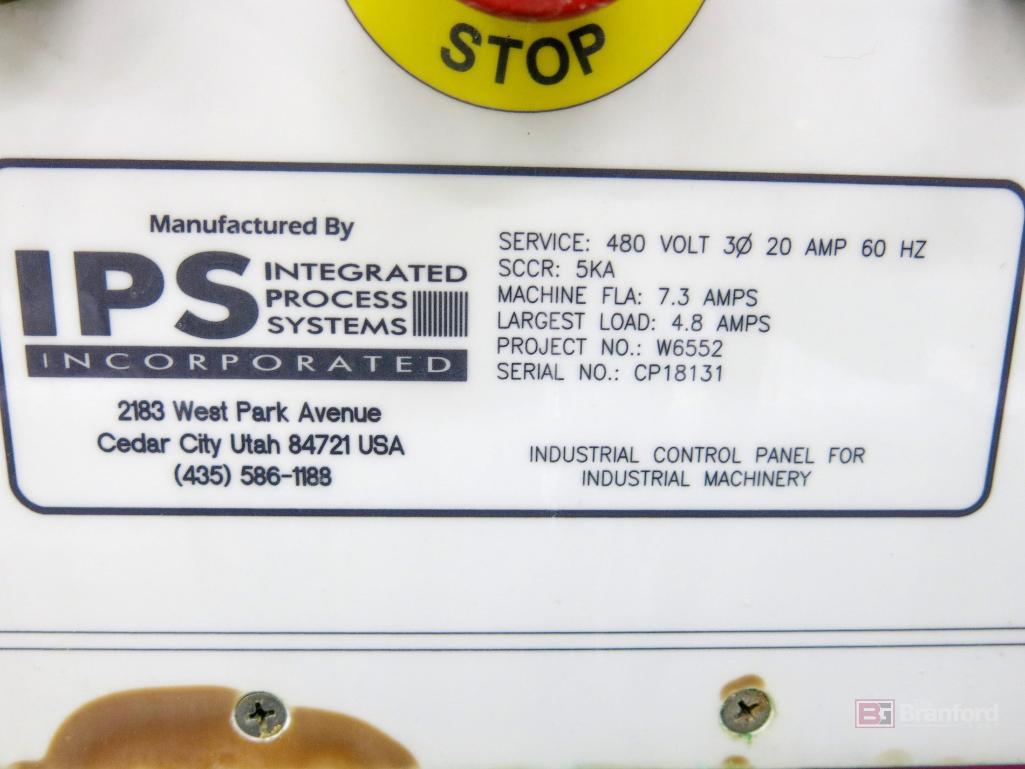 STOP
Manufactured By
IPS
INTEGRATED
PROCESS
SYSTEMS
INCORPORATED
2183 West Park Avenue
Cedar City Utah 84721 USA
(435) 586-1188
SERVICE: 480 VOLT 3Ø 20 AMP 60 HZ
SCCR: 5KA
MACHINE FLA: 7.3 AMPS
LARGEST LOAD: 4.8 AMPS
PROJECT NO.: W6552
SERIAL NO.: CP18131
INDUSTRIAL CONTROL PANEL FOR
INDUSTRIAL MACHINERY
BG Branford